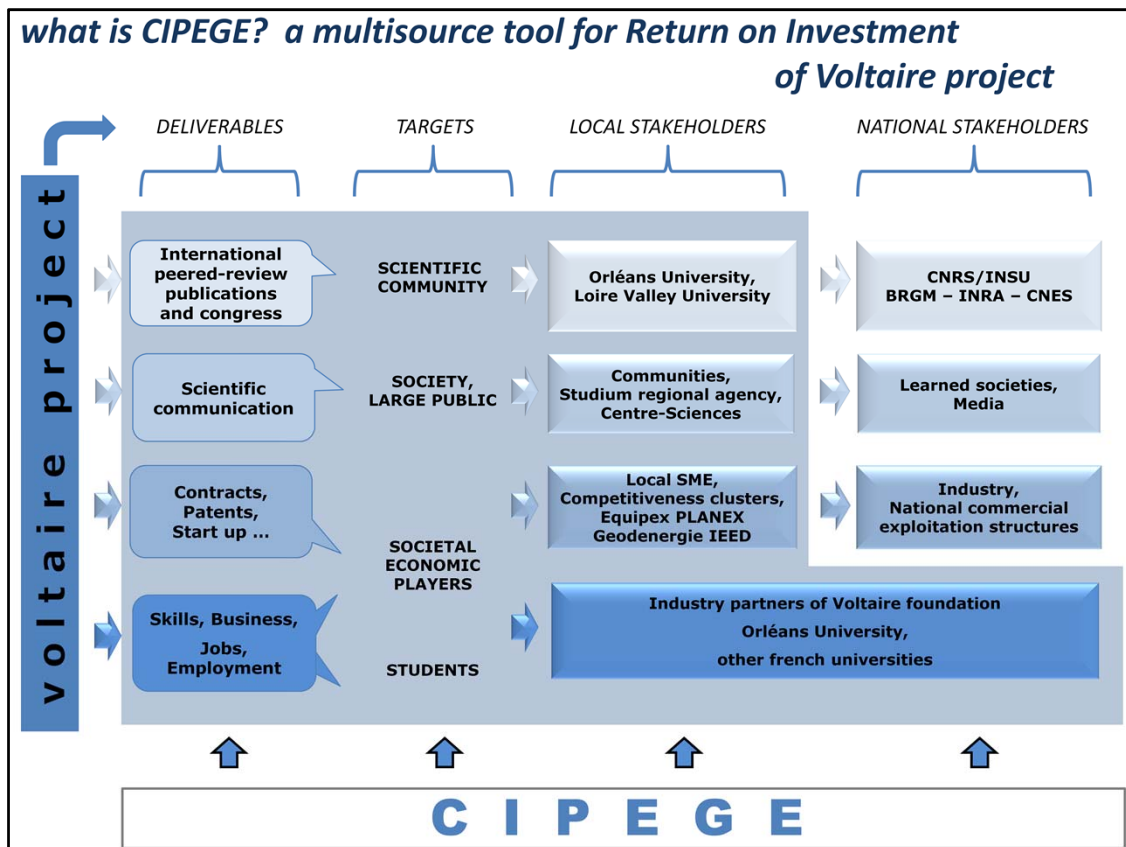 what is CIPEGE? a multisource tool for Return on Investment
of Voltaire project
DELIVERABLES
TARGETS
LOCAL STAKEHOLDERS
NATIONAL STAKEHOLDERS
voltaire project
International
peered-review
publications
and congress
SCIENTIFIC
COMMUNITY
Orléans University,
Loire Valley University
CNRS/INSU
BRGM – INRA – CNES
Scientific
communication
SOCIETY,
LARGE PUBLIC
Communities,
Studium regional agency,
Centre-Sciences
Learned societies,
Media
Contracts,
Patents,
Start up ...
SOCIETAL
ECONOMIC
PLAYERS
Local SME,
Competitiveness clusters,
Equipex PLANEX
Geodenergie IEED
Industry,
National commercial
exploitation structures
Skills, Business,
Jobs,
Employment
STUDENTS
Industry partners of Voltaire foundation
Orléans University,
other french universities
CIPEGE